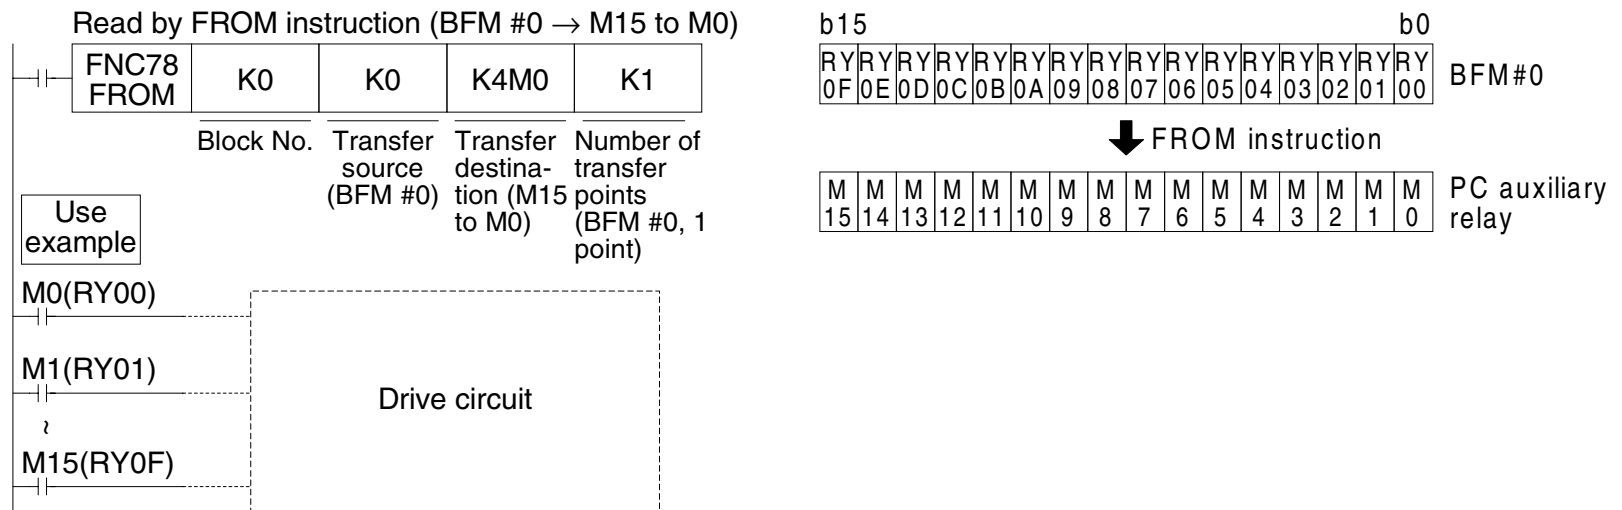 Read by FROM instruction (BFM #0 → M15 to M0)
FNC78 FROM K0 K0 K4M0 K1
Block No.
Transfer
source
(BFM #0)
Transfer
destina-
tion (M15
to M0)
Number of
transfer
points
(BFM #0, 1
point)
Use
example
M0(RY00)
M1(RY01)
~
M15(RY0F)
Drive circuit
b15 b0
RY RY RY RY RY RY RY RY RY RY RY RY RY RY RY RY
0F 0E 0D 0C 0B 0A 09 08 07 06 05 04 03 02 01 00
BFM#0
FROM instruction
M M M M M M M M M M M M M M M M
15 14 13 12 11 10 9 8 7 6 5 4 3 2 1 0
PC auxiliary
relay